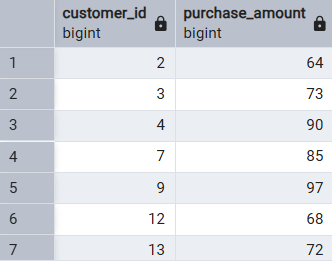 customer_id purchase_amount
bigint bigint
1 2 64
2 3 73
3 4 90
4 7 85
5 9 97
6 12 68
7 13 72